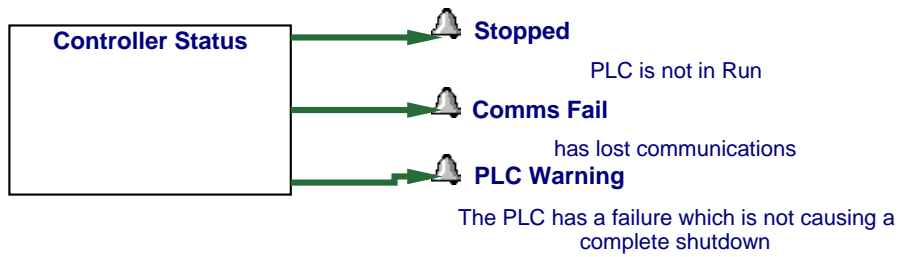 Controller Status
Stopped
PLC is not in Run
Comms Fail
has lost communications
PLC Warning
The PLC has a failure which is not causing a
complete shutdown